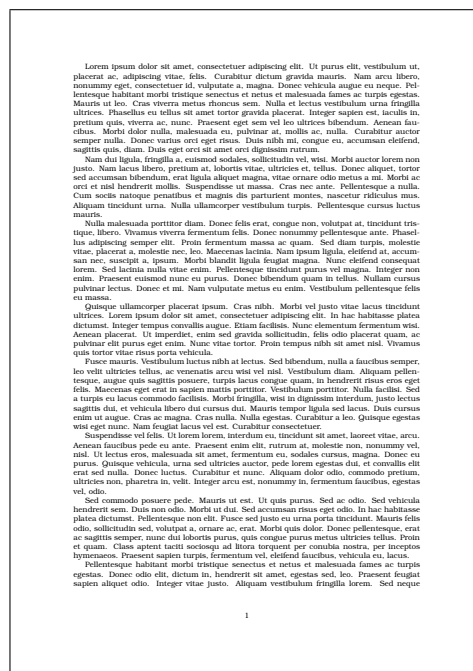 Lorem ipsum dolor sit amet, consectetuer adipiscing elit. Ut purus elit, vestibulum ut,
placerat ac, adipiscing vitae, felis. Curabitur dictum gravida mauris. Nam arcu libero,
nonummy eget, consectetuer id, vulputate a, magna. Donec vehicula augue eu neque. Pel-
lentesque habitant morbi tristique senectus et netus et malesuada fames ac turpis egestas.
Mauris ut leo. Cras viverra metus rhoncus sem. Nulla et lectus vestibulum urna fringilla
ultrices. Phasellus eu tellus sit amet tortor gravida placerat. Integer sapien est, iaculis in,
pretium quis, viverra ac, nunc. Praesent eget sem vel leo ultrices bibendum. Aenean fau-
cibus. Morbi dolor nulla, malesuada eu, pulvinar at, mollis ac, nulla. Curabitur auctor
semper nulla. Donec varius orci eget risus. Duis nibh mi, congue eu, accumsan eleifend,
sagittis quis, diam. Duis eget orci sit amet orci dignissim rutrum.
Nam dui ligula, fringilla a, euismod sodales, sollicitudin vel, wisi. Morbi auctor lorem non
justo. Nam lacus libero, pretium at, lobortis vitae, ultricies et, tellus. Donec aliquet, tortor
sed accumsan bibendum, erat ligula aliquet magna, vitae ornare odio metus a mi. Morbi ac
orci et nisl hendrerit mollis. Suspendisse ut massa. Cras nec ante. Pellentesque a nulla.
Cum sociis natoque penatibus et magnis dis parturient montes, nascetur ridiculus mus.
Aliquam tincidunt urna. Nulla ullamcorper vestibulum turpis. Pellentesque cursus luctus
mauris.
Nulla malesuada porttitor diam. Donec felis erat, congue non, volutpat at, tincidunt tris-
tique, libero. Vivamus viverra fermentum felis. Donec nonummy pellentesque ante. Phasel-
lus adipiscing semper elit. Proin fermentum massa ac quam. Sed diam turpis, molestie
vitae, placerat a, molestie nec, leo. Maecenas lacinia. Nam ipsum ligula, eleifend at, accum-
san nec, suscipit a, ipsum. Morbi blandit ligula feugiat magna. Nunc eleifend consequat
lorem. Sed lacinia nulla vitae enim. Pellentesque tincidunt purus vel magna. Integer non
enim. Praesent euismod nunc eu purus. Donec bibendum quam in tellus. Nullam cursus
pulvinar lectus. Donec et mi. Nam vulputate metus eu enim. Vestibulum pellentesque felis
eu massa.
Quisque ullamcorper placerat ipsum. Cras nibh. Morbi vel justo vitae lacus tincidunt
ultrices. Lorem ipsum dolor sit amet, consectetuer adipiscing elit. In hac habitasse platea
dictumst. Integer tempus convallis augue. Etiam facilisis. Nunc elementum fermentum wisi.
Aenean placerat. Ut imperdiet, enim sed gravida sollicitudin, felis odio placerat quam, ac
pulvinar elit purus eget enim. Nunc vitae tortor. Proin tempus nibh sit amet nisl. Vivamus
quis tortor vitae risus porta vehicula.
Fusce mauris. Vestibulum luctus nibh at lectus. Sed bibendum, nulla a faucibus semper,
leo velit ultricies tellus, ac venenatis arcu wisi vel nisl. Vestibulum diam. Aliquam pellen-
tesque, augue quis sagittis posuere, turpis lacus congue quam, in hendrerit risus eros eget
felis. Maecenas eget erat in sapien mattis porttitor. Vestibulum porttitor. Nulla facilisi. Sed
a turpis eu lacus commodo facilisis. Morbi fringilla, wisi in dignissim interdum, justo lectus
sagittis dui, et vehicula libero dui cursus dui. Mauris tempor ligula sed lacus. Duis cursus
enim ut augue. Cras ac magna. Cras nulla. Nulla egestas. Curabitur a leo. Quisque egestas
wisi eget nunc. Nam feugiat lacus vel est. Curabitur consectetuer.
Suspendisse vel felis. Ut lorem lorem, interdum eu, tincidunt sit amet, laoreet vitae, arcu.
Aenean faucibus pede eu ante. Praesent enim elit, rutrum at, molestie non, nonummy vel,
nisl. Ut lectus eros, malesuada sit amet, fermentum eu, sodales cursus, magna. Donec eu
purus. Quisque vehicula, urna sed ultricies auctor, pede lorem egestas dui, et convallis elit
erat sed nulla. Donec luctus. Curabitur et nunc. Aliquam dolor odio, commodo pretium,
ultricies non, pharetra in, velit. Integer arcu est, nonummy in, fermentum faucibus, egestas
vel, odio.
Sed commodo posuere pede. Mauris ut est. Ut quis purus. Sed ac odio. Sed vehicula
hendrerit sem. Duis non odio. Morbi ut dui. Sed accumsan risus eget odio. In hac habitasse
platea dictumst. Pellentesque non elit. Fusce sed justo eu urna porta tincidunt. Mauris felis
odio, sollicitudin sed, volutpat a, ornare ac, erat. Morbi quis dolor. Donec pellentesque, erat
ac sagittis semper, nunc dui lobortis purus, quis congue purus metus ultricies tellus. Proin
et quam. Class aptent taciti sociosqu ad litora torquent per conubia nostra, per inceptos
hymenaeos. Praesent sapien turpis, fermentum vel, eleifend faucibus, vehicula eu, lacus.
Pellentesque habitant morbi tristique senectus et netus et malesuada fames ac turpis
egestas. Donec odio elit, dictum in, hendrerit sit amet, egestas sed, leo. Praesent feugiat
sapien aliquet odio. Integer vitae justo. Aliquam vestibulum fringilla lorem. Sed neque
1